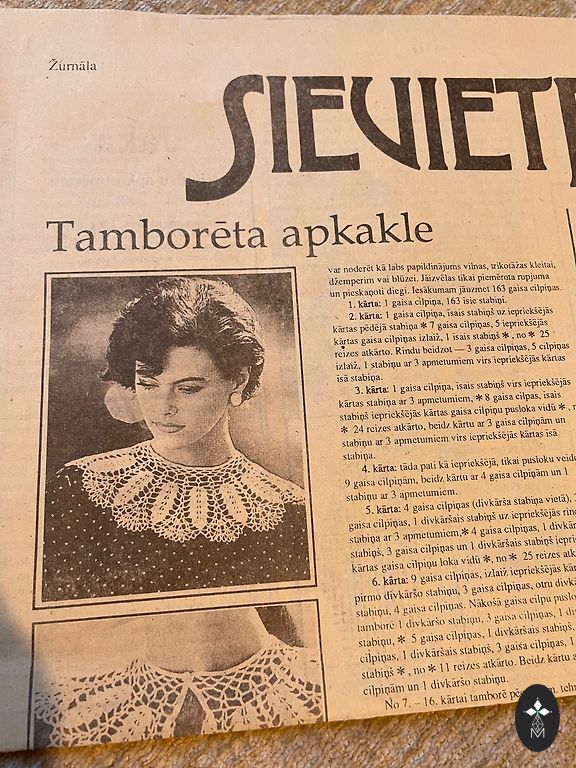 Žurnāla
SIEVIETE
Tamborēta apkakle
var noderēt kā labs papildinājums vilnas, trikotāžas kleitai,
džemperim vai blūzei. Jāizvēlas tikai piemērota rupjuma
un pieskaņoti diegi. Iesākumam jāuzmet 163 gaisa cilpiņas.
1. kārta: 1 gaisa cilpiņa, 163 īsie stabiņi.
2. kārta: 1 gaisa cilpiņa, īsais stabiņš uz iepriekšējās
kārtas pēdējā stabiņa * 7 gaisa cilpiņas, 5 iepriekšējās
kārtas gaisa cilpiņas izlaiž, 1 īsais stabiņš *, no * 25
reizes atkārto. Rindu beidzot — 3 gaisa cilpiņas, 5 cilpiņas
izlaiž, 1 stabiņu ar 3 apmetumiem virs iepriekšējās kārtas
īsā stabiņa.
3. kārta: 1 gaisa cilpiņa, īsais stabiņš virs iepriekšējās
kārtas stabiņa ar 3 apmetumiem, * 8 gaisa cilpas, īsais
stabiņš iepriekšējās kārtas gaisa cilpiņu pusloka vidū *,
* 24 reizes atkārto, beidz kārtu ar 3 gaisa cilpiņām un
stabiņu ar 3 apmetumiem virs iepriekšējās kārtas īsā
stabiņa.
4. kārta: tāda pati kā iepriekšējā, tikai pusloku
9 gaisa cilpiņām, beidz kārtu ar 4 gaisa cilpiņām un 1
stabiņu ar 3 apmetumiem.
5. kārta: 4 gaisa cilpiņas (divkārša stabiņa vietā),
gaisa cilpiņas, 1 divkāršais stabiņš uz iepriekšējās
stabiņa ar 3 apmetumiem, * 4 gaisa cilpiņas, 1
stabiņš, 3 gaisa cilpiņas un 1 divkāršais stabiņš
kārtas gaisa cilpiņu loka vidū *, no * 25 reizes
6. kārta: 9 gaisa cilpiņas, izlaiž iepriekšējās
pirmo divkāršo stabiņu, 3 gaisa cilpiņas, otru
stabiņu, 4 gaisa cilpiņas. Nākošā gaisa cilpu
tamborē 1 divkāršo stabiņu, 3 gaisa cilpiņas, 1
stabiņu, * 5 gaisa cilpiņas, 1 divkāršais stabiņš,
cilpiņas, 1 divkāršais stabiņš, 3 gaisa cilpiņas, 1
stabiņš *, no * 11 reizes atkārto. Beidz kārtu
cilpiņām un 1 divkāršo stabiņu.
No 7. – 16. kārtai tamborē
M